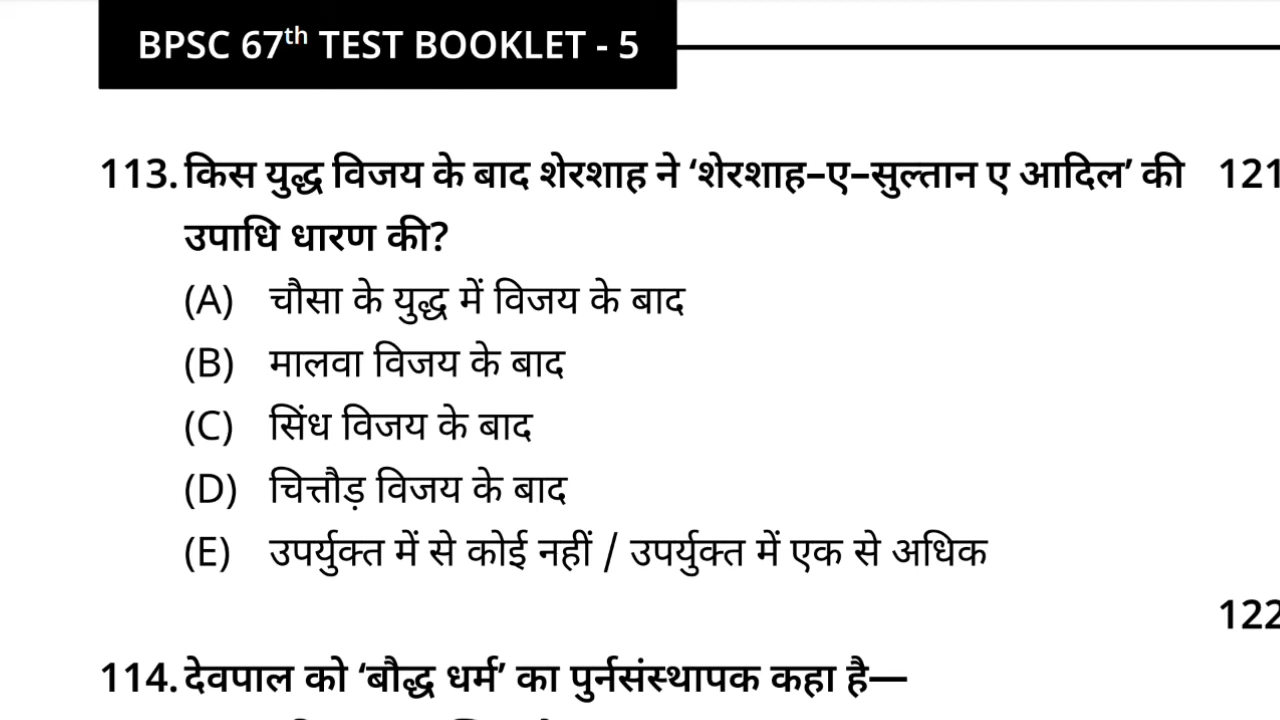 BPSC 67th TEST BOOKLET - 5
113. किस युद्ध विजय के बाद शेरशाह ने ‘शेरशाह–ए–सुल्तान ए आदिल’ की
उपाधि धारण की?
(A) चौसा के युद्ध में विजय के बाद
(B) मालवा विजय के बाद
(C) सिंध विजय के बाद
(D) चित्तौड़ विजय के बाद
(E) उपर्युक्त में से कोई नहीं / उपर्युक्त में एक से अधिक
114. देवपाल को ‘बौद्ध धर्म’ का पुर्नसंस्थापक कहा है—
121
122